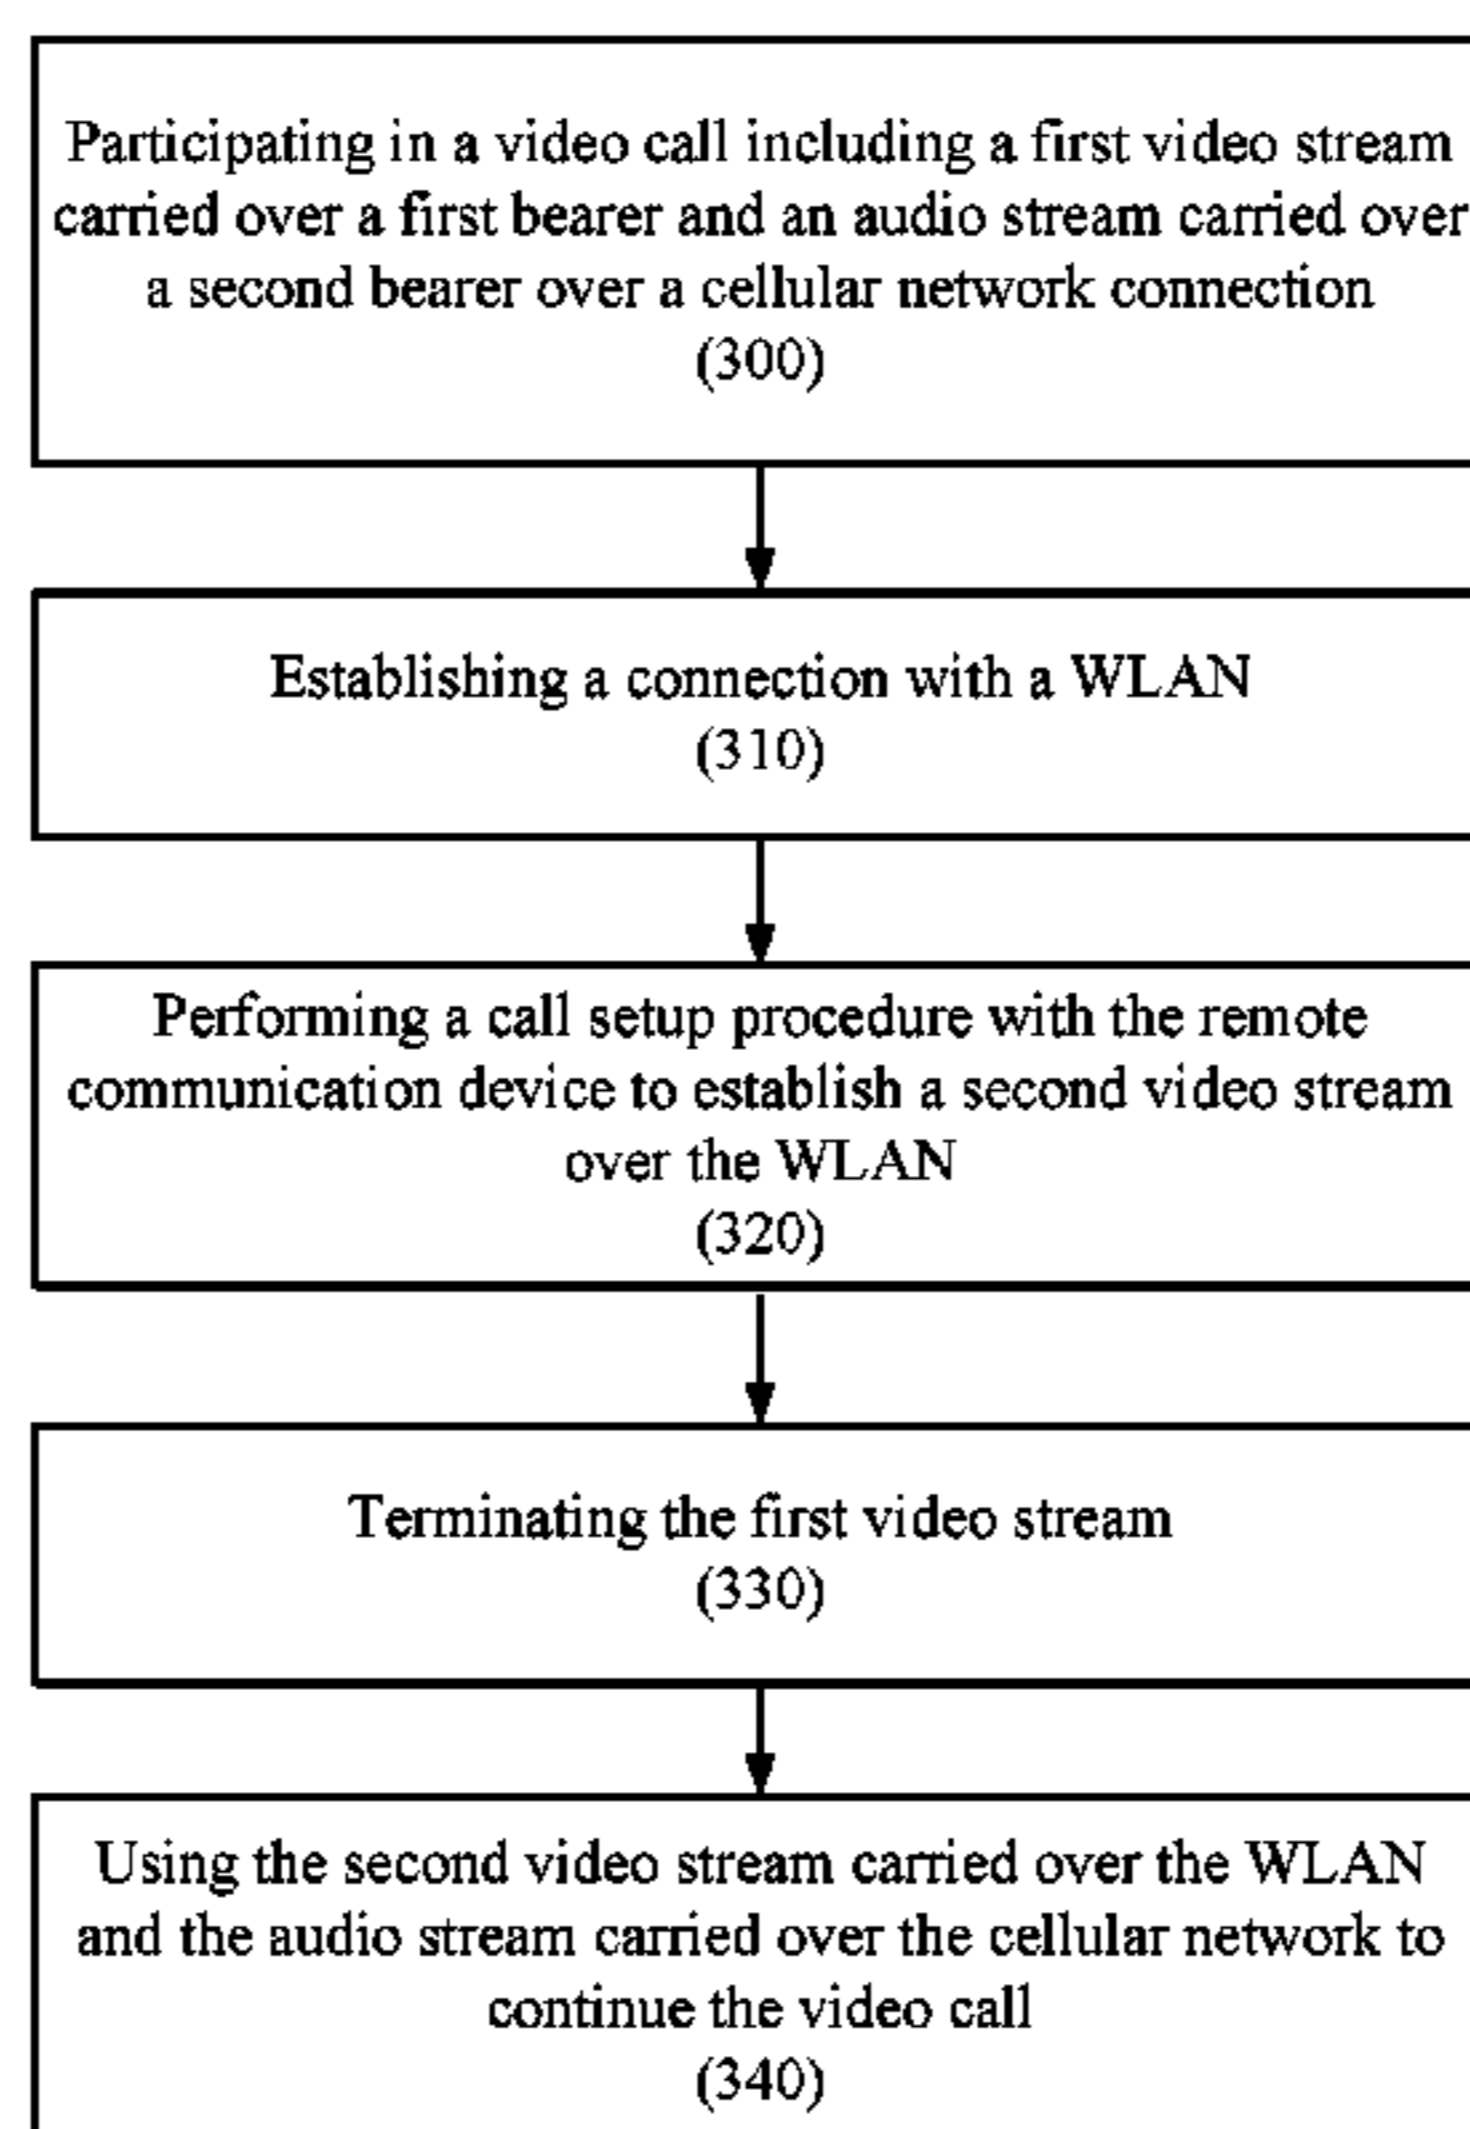 Participating in a video call including a first video stream
carried over a first bearer and an audio stream carried over
a second bearer over a cellular network connection
(300)
Establishing a connection with a WLAN
(310)
Performing a call setup procedure with the remote
communication device to establish a second video stream
over the WLAN
(320)
Terminating the first video stream
(330)
Using the second video stream carried over the WLAN
and the audio stream carried over the cellular network to
continue the video call
(340)